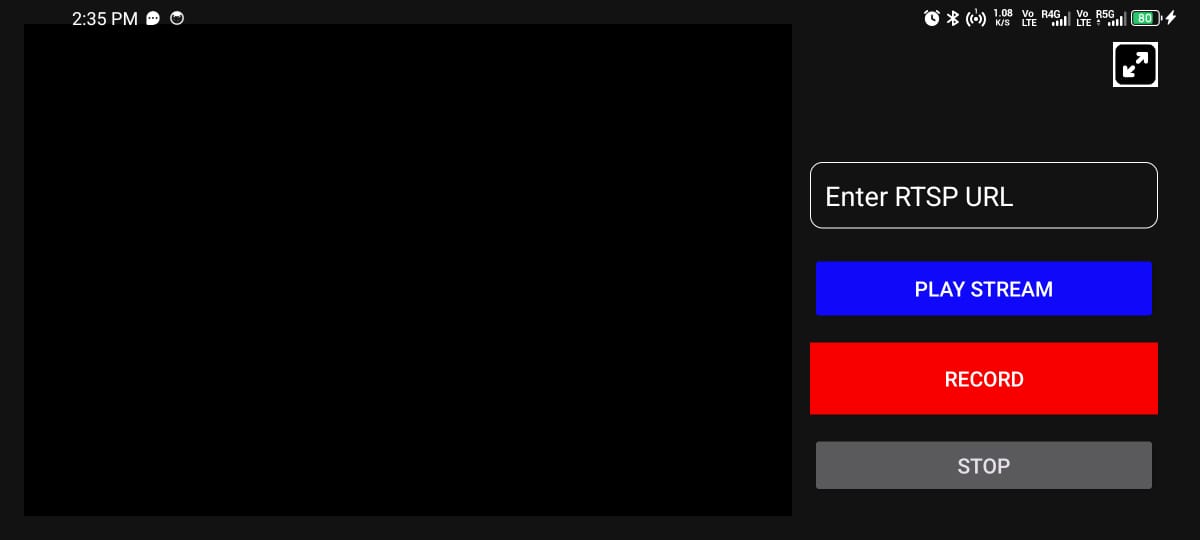 2:35 PM
1 1.08 K/S Vo LTE R4G Vo LTE R5G 80
Enter RTSP URL
PLAY STREAM
RECORD
STOP